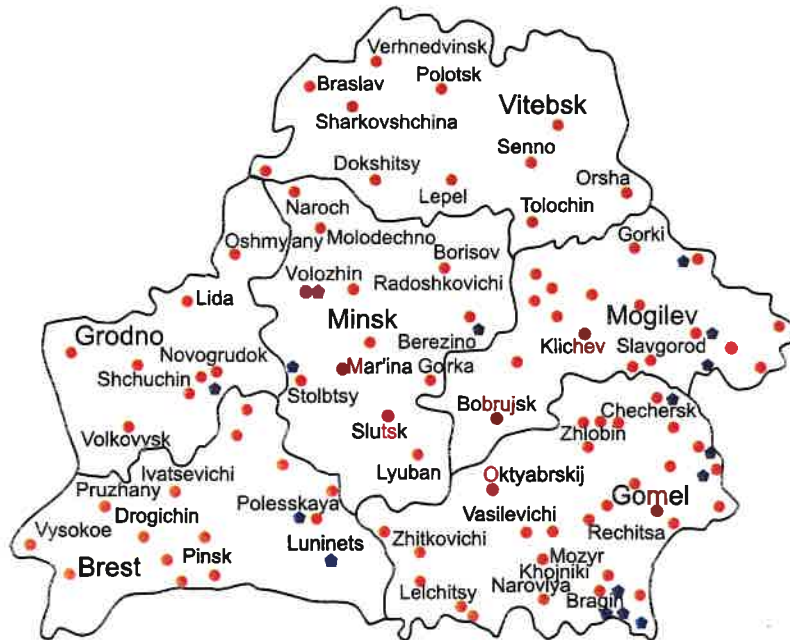 Verhnedvinsk
Braslav
Polotsk
Vitebsk
Sharkovshchina
Senno
Dokshitsy
Lepel
Orsha
Naroch
Tolochin
Oshmyany
Molodechno
Gorki
Borisov
Volozhin
Radoshkovichi
Lida
Minsk
Mogilev
Grodno
Berezino
Klichev
Slavgorod
Novogrudok
Mar'ina Gorka
Shchuchin
Stolbtsy
Bobrujsk
Chechersk
Volkovysk
Slutsk
Zhlobin
Lyuban
Oktyabrskij
Ivatsevichi
Pruzhany
Polesskaya
Gomel
Drogichin
Vasilevichi
Vysokoe
Luninets
Zhitkovichi
Rechitsa
Brest
Pinsk
Mozyr
Khojniki
Lelchitsy
Narovlya
Bragin